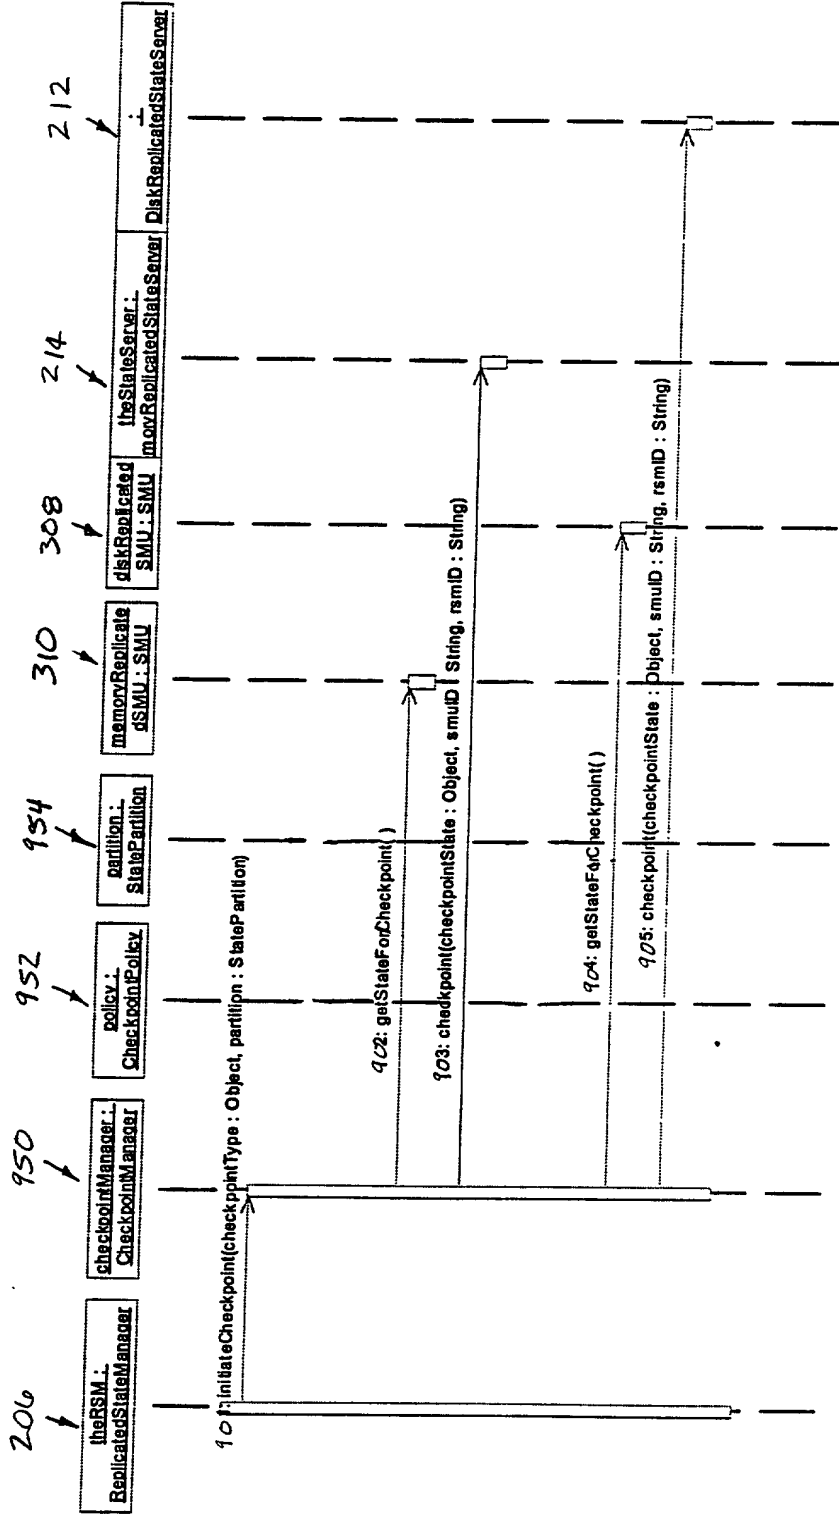 206
950
952
954
310
308
214
212
theRSM :
ReplicatedStateManager
checkpointManager :
CheckpointManager
policy :
CheckpointPolicy
partition :
StatePartition
memoryReplicate
dSMU : SMU
diskReplicated
SMU : SMU
theStateServer :
moryReplicatedStateServer
:
DiskReplicatedStateServer
901: initiateCheckpoint(checkpointType : Object, partition : StatePartition)
902: getStateForCheckpoint( )
903: checkpoint(checkpointState : Object, smuID : String, rsmID : String)
904: getStateForCheckpoint( )
905: checkpoint(checkpointState : Object, smuID : String, rsmID : String)